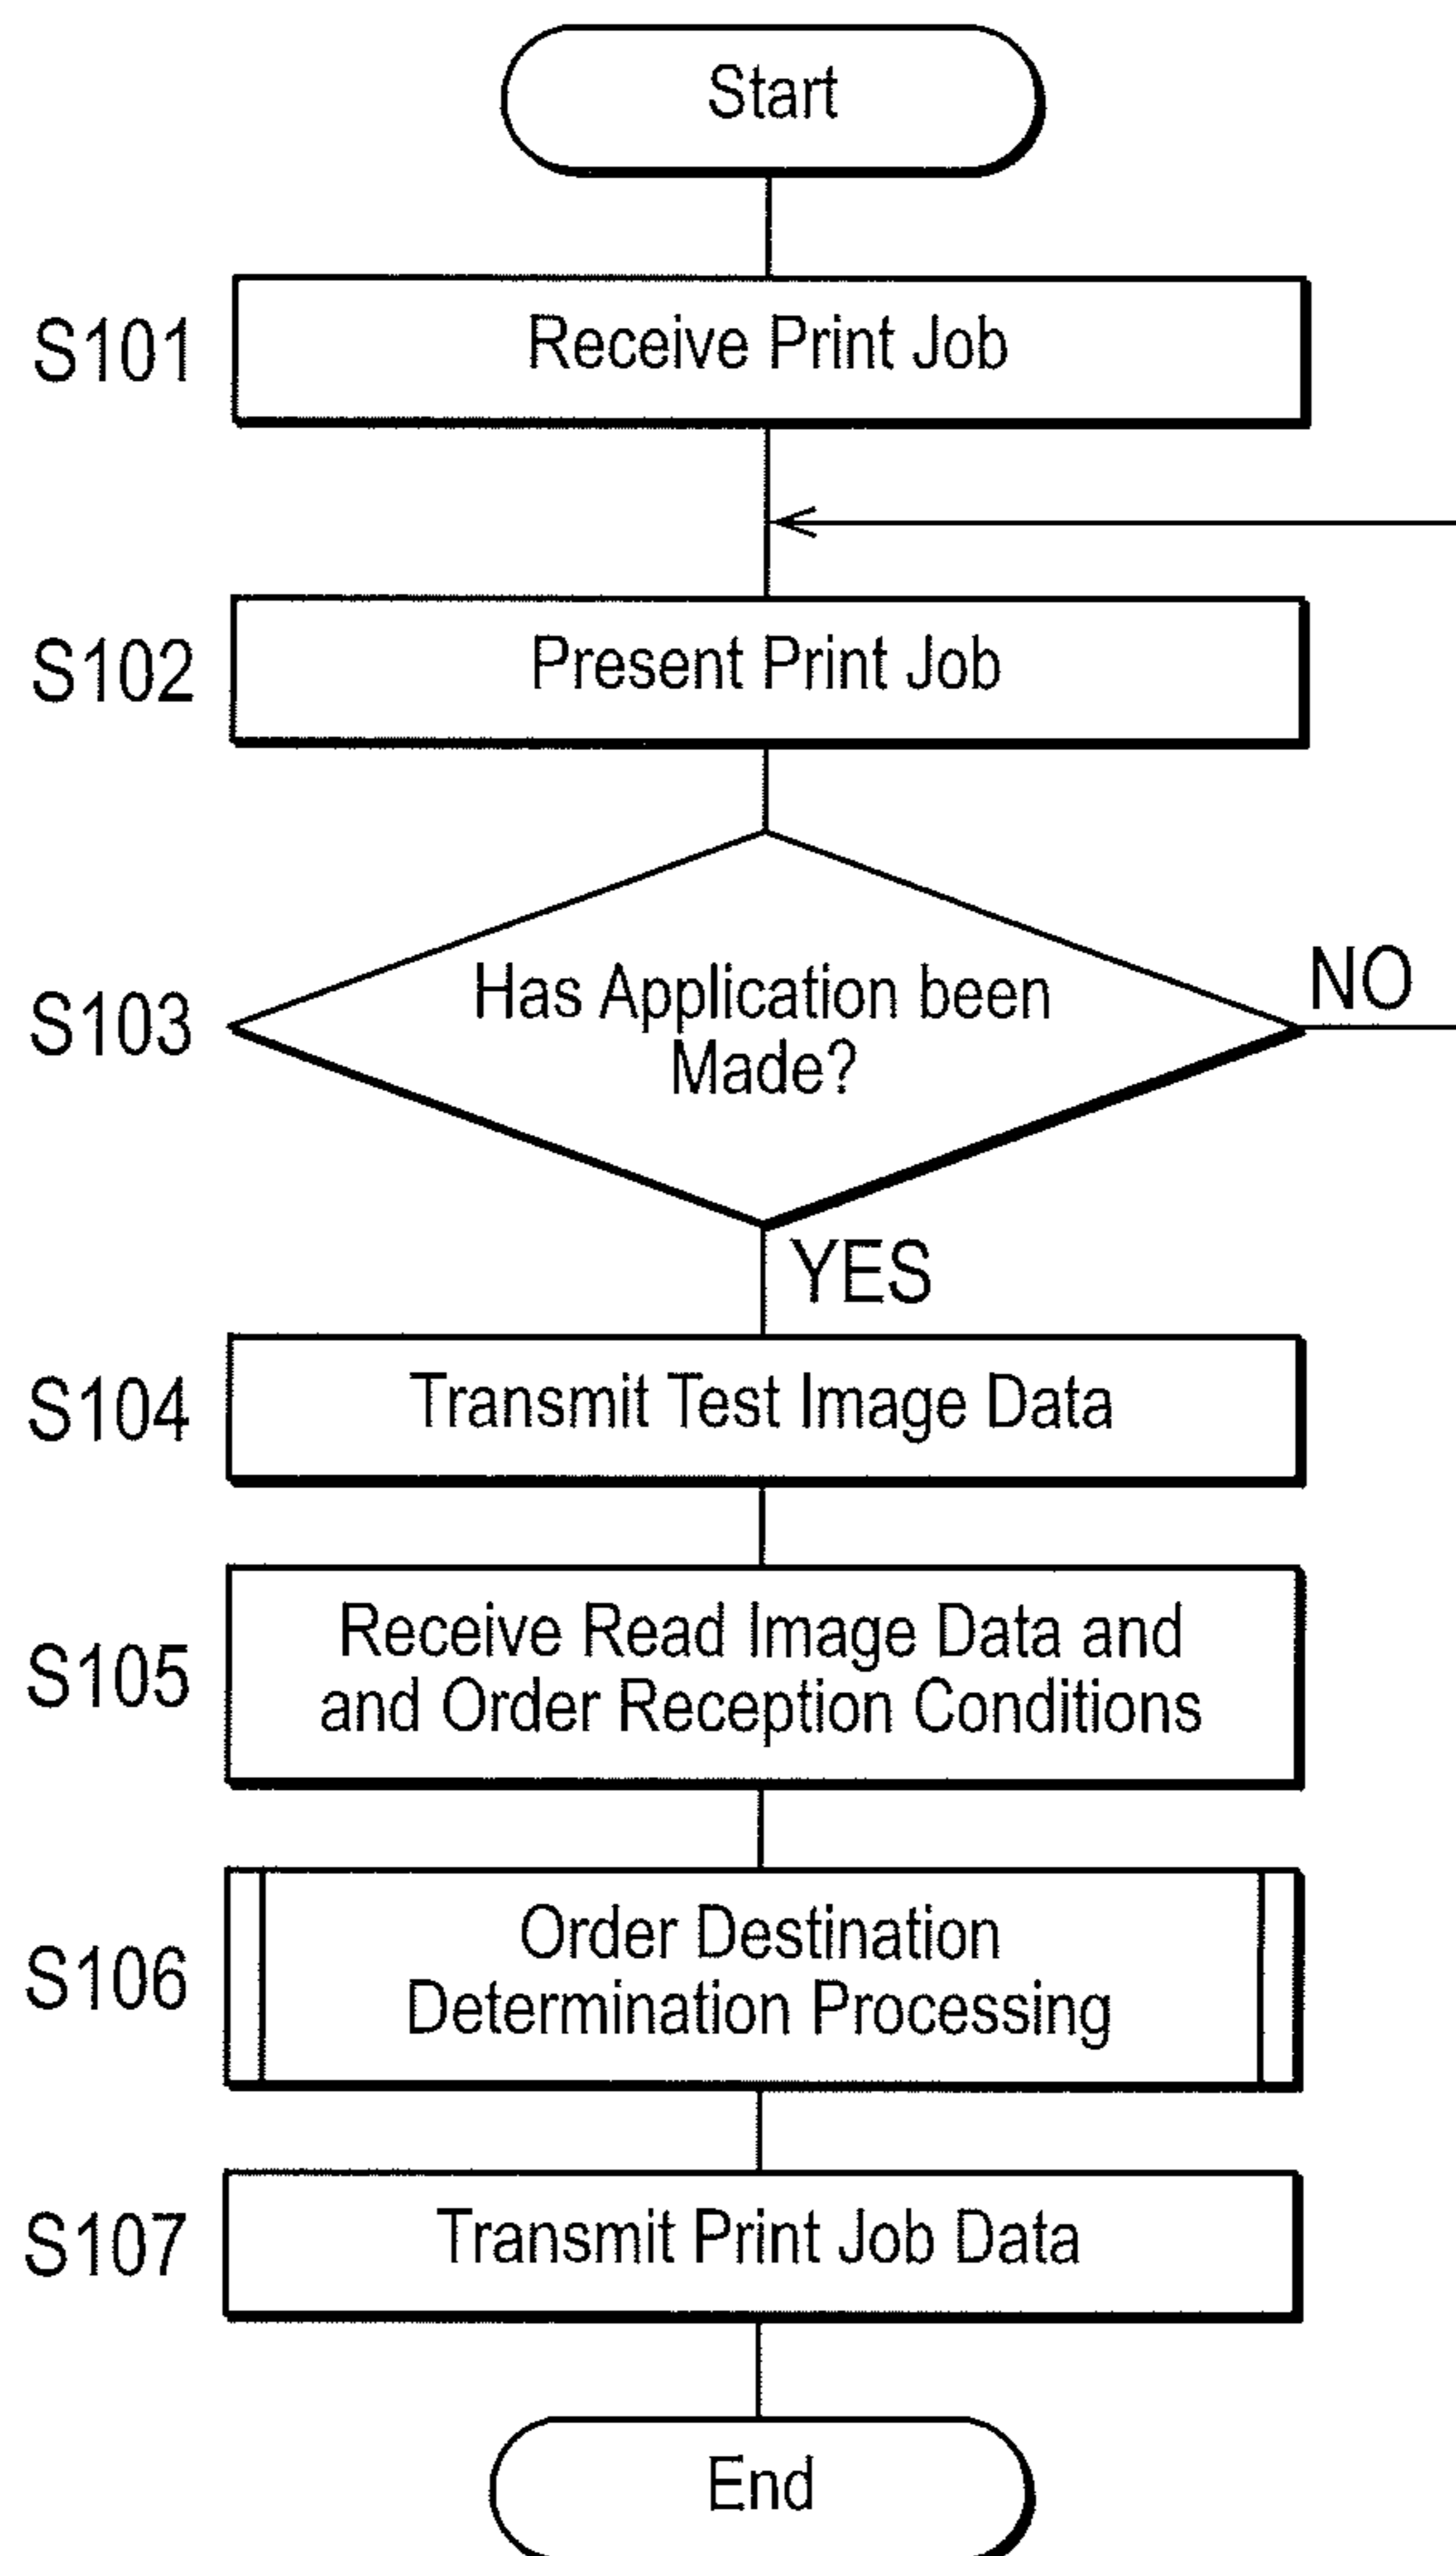 Start
S101
Receive Print Job
S102
Present Print Job
S103
Has Application been
Made?
NO
YES
S104
Transmit Test Image Data
S105
Receive Read Image Data and
and Order Reception Conditions
S106
Order Destination
Determination Processing
S107
Transmit Print Job Data
End